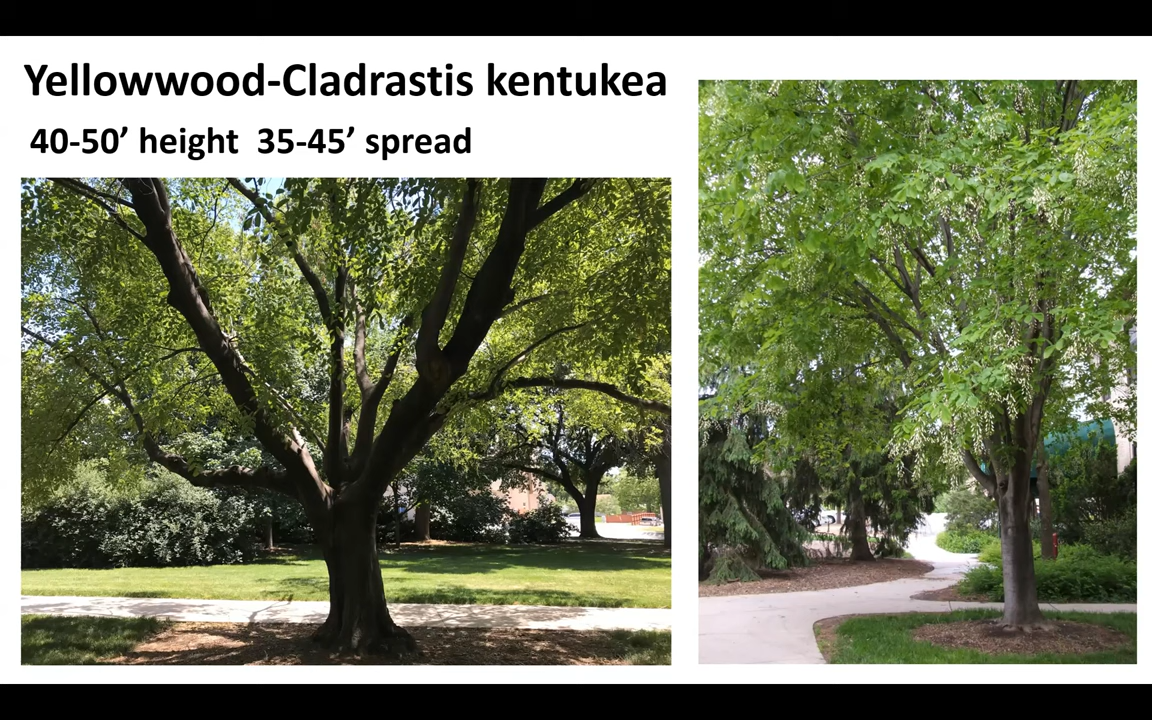 Yellowwood-Cladrastis kentukea
40-50’ height  35-45’ spread